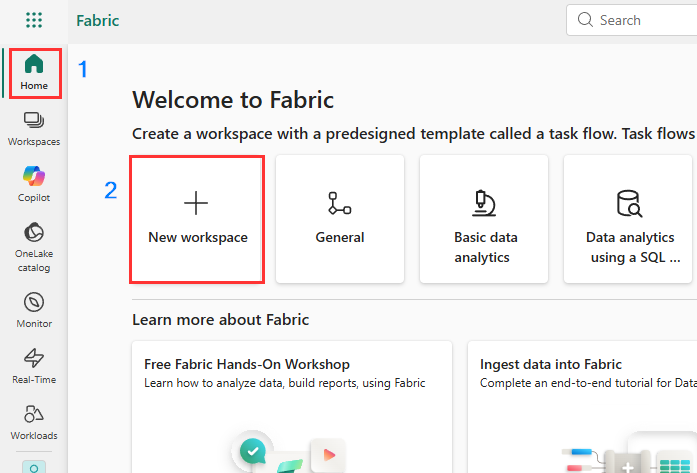 Fabric
Search
Home
1
Workspaces
Copilot
OneLake
catalog
Monitor
Real-Time
Workloads
Welcome to Fabric
Create a workspace with a predesigned template called a task flow. Task flows
2
New workspace
General
Basic data
analytics
Data analytics
using a SQL ...
Learn more about Fabric
Free Fabric Hands-On Workshop
Learn how to analyze data, build reports, using Fabric
Ingest data into Fabric
Complete an end-to-end tutorial for Data